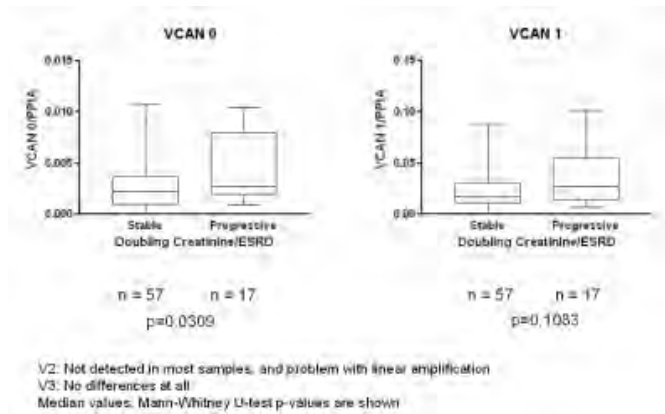 VCAN 0
VCAN 1
0.015
0.010
0.005
0.000
VCAN 0/PPIA
0.15
0.10
0.05
0.00
VCAN 1/PPIA
Stable Progressive
Doubling Creatinine/ESRD
Stable Progressive
Doubling Creatinine/ESRD
n = 57 n = 17
p=0.0309
n = 57 n = 17
p=0.1083
V2: Not detected in most samples, and problem with linear amplification
V3: No differences at all
Median values, Mann-Whitney U-test p-values are shown